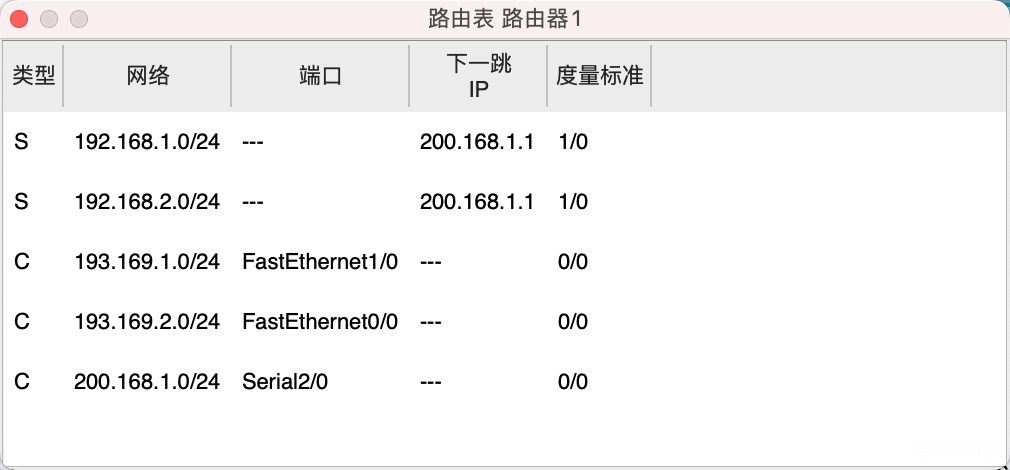 路由表 路由器1
类型 网络 端口 下一跳 IP 度量标准
S 192.168.1.0/24 --- 200.168.1.1 1/0
S 192.168.2.0/24 --- 200.168.1.1 1/0
C 193.169.1.0/24 FastEthernet1/0 --- 0/0
C 193.169.2.0/24 FastEthernet0/0 --- 0/0
C 200.168.1.0/24 Serial2/0 --- 0/0